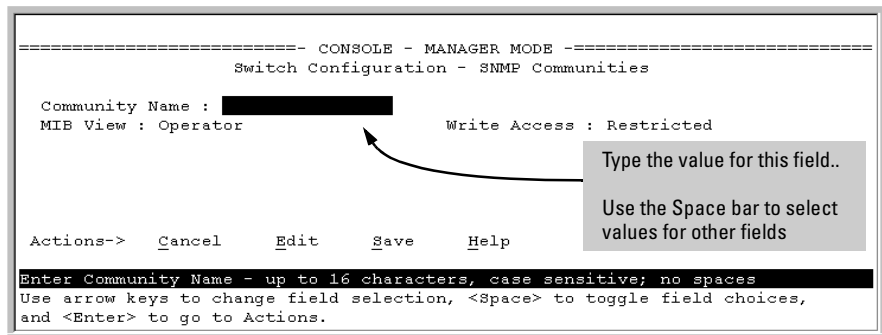 ==========================- CONSOLE - MANAGER MODE -============================
Switch Configuration - SNMP Communities
Community Name :
MIB View : Operator Write Access : Restricted
Type the value for this field..
Use the Space bar to select
values for other fields
Actions-> Cancel Edit Save Help
Enter Community Name - up to 16 characters, case sensitive; no spaces
Use arrow keys to change field selection, <Space> to toggle field choices,
and <Enter> to go to Actions.